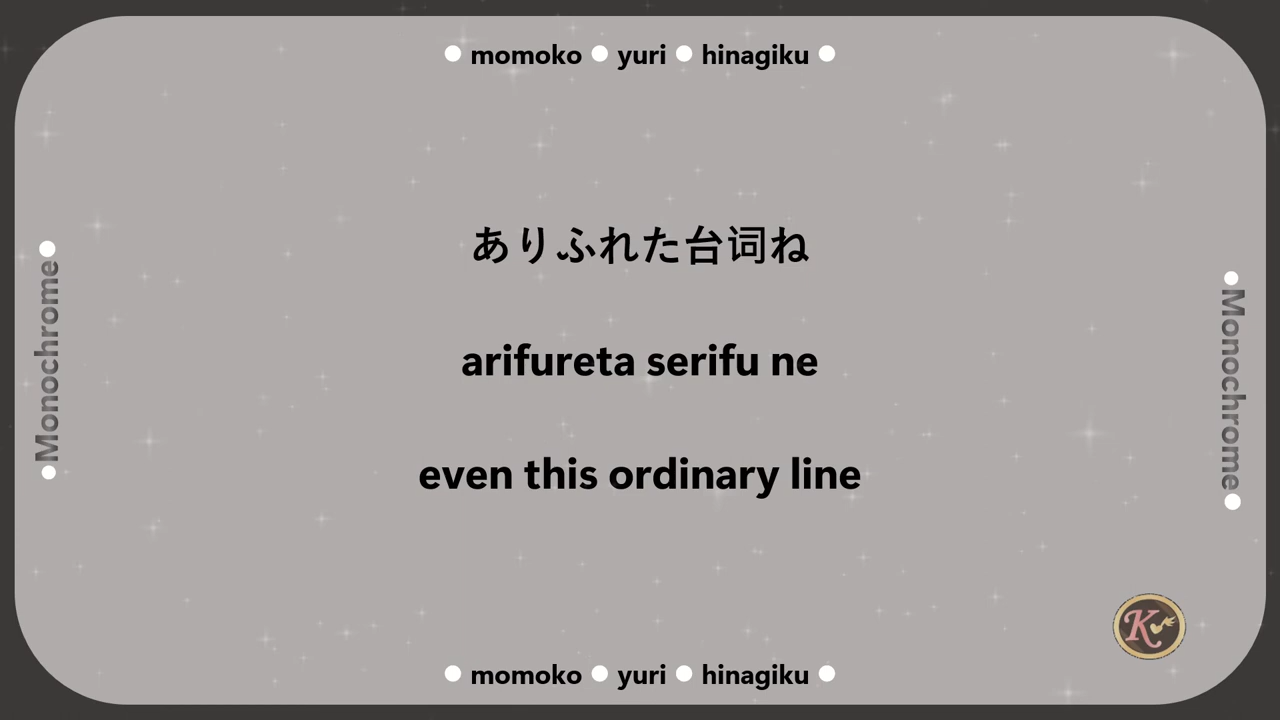 momoko yuri hinagiku
Monochrome
ありふれた台词ね
arifureta serifu ne
even this ordinary line
Monochrome
K
momoko yuri hinagiku